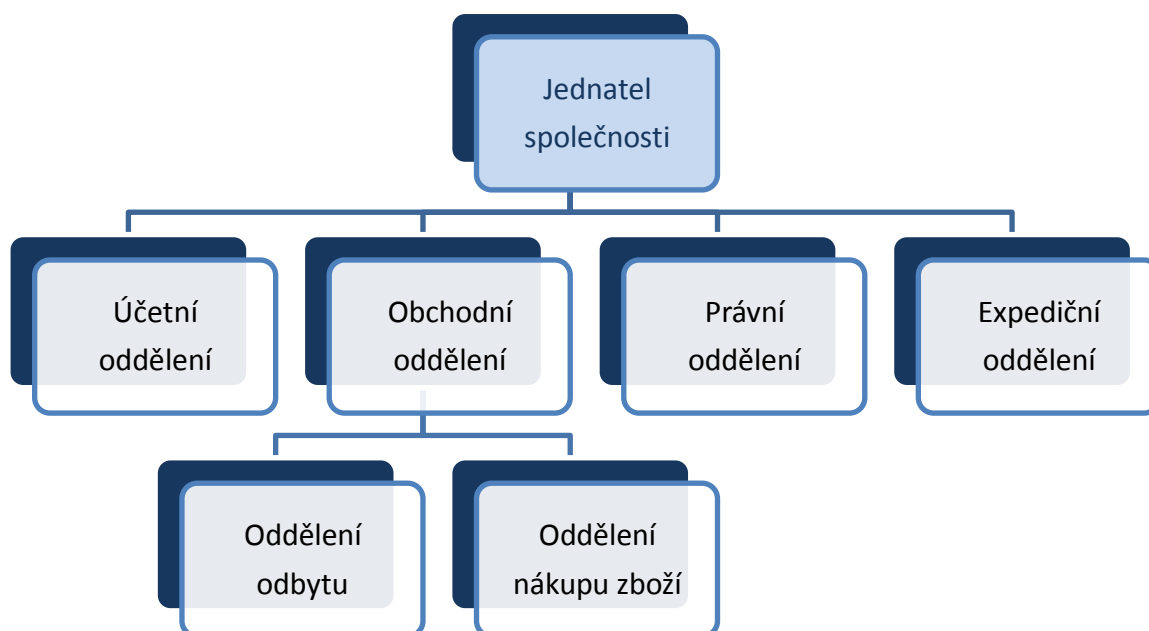 Jednatel
společnosti
Účetní
oddělení
Obchodní
oddělení
Právní
oddělení
Expediční
oddělení
Oddělení
odbytu
Oddělení
nákupu zboží